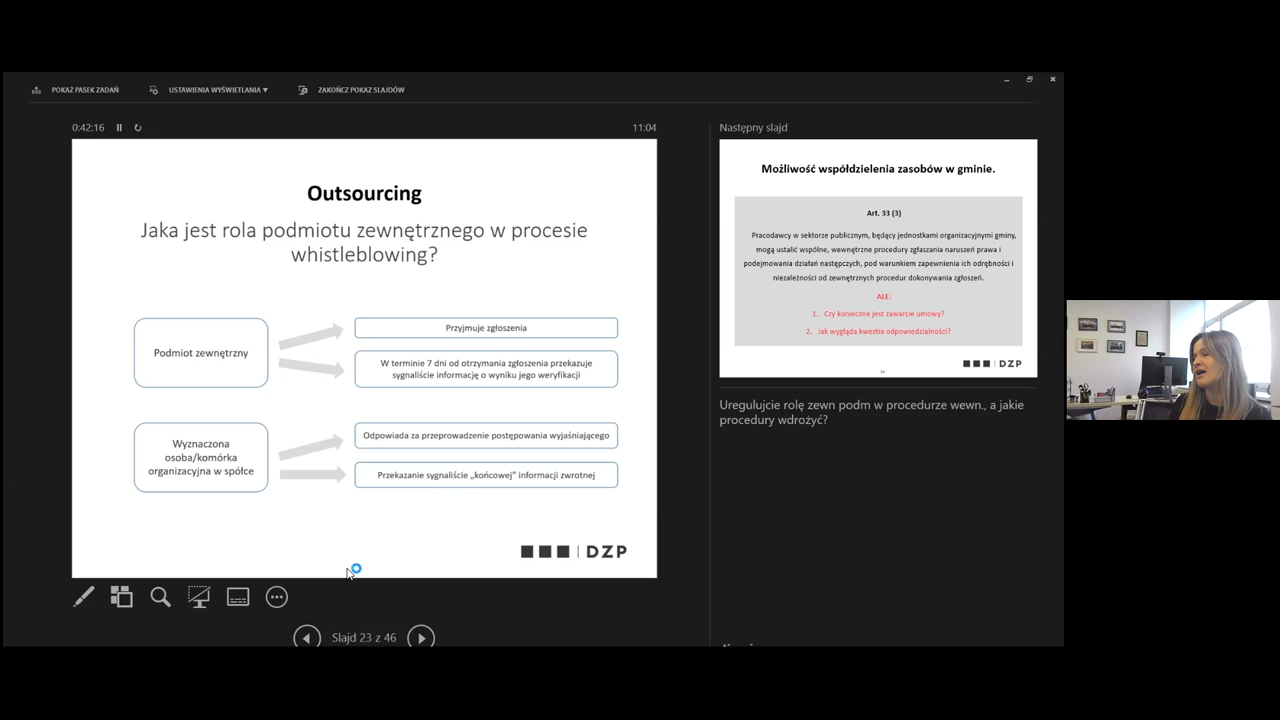 POKAŻ PASEK ZADAŃ
USTAWIENIA WYŚWIETLANIA ▼
ZAKOŃCZ POKAZ SLAJDÓW
0:42:16
11:04
Outsourcing
Jaka jest rola podmiotu zewnętrznego w procesie
whistleblowing?
Podmiot zewnętrzny
Przyjmuje zgłoszenia
W terminie 7 dni od otrzymania zgłoszenia przekazuje
sygnaliście informację o wyniku jego weryfikacji
Wyznaczona
osoba/komórka
organizacyjna w spółce
Odpowiada za przeprowadzenie postępowania wyjaśniającego
Przekazanie sygnaliście „końcowej” informacji zwrotnej
DZP
Slajd 23 z 46
Następny slajd
Możliwość współdzielenia zasobów w gminie.
Art. 33 (3)
Pracodawcy w sektorze publicznym, będący jednostkami organizacyjnymi gminy,
mogą ustalić wspólne, wewnętrzne procedury zgłaszania naruszeń prawa i
podejmowania działań następczych, pod warunkiem zapewnienia ich odrębności i
niezależności od zewnętrznych procedur dokonywania zgłoszeń.
ALE:
1. Czy konieczne jest zawarcie umowy?
2. Jak wygląda kwestia odpowiedzialności?
DZP
Uregulujcie rolę zewn podm w procedurze wewn., a jakie
procedury wdrożyć?